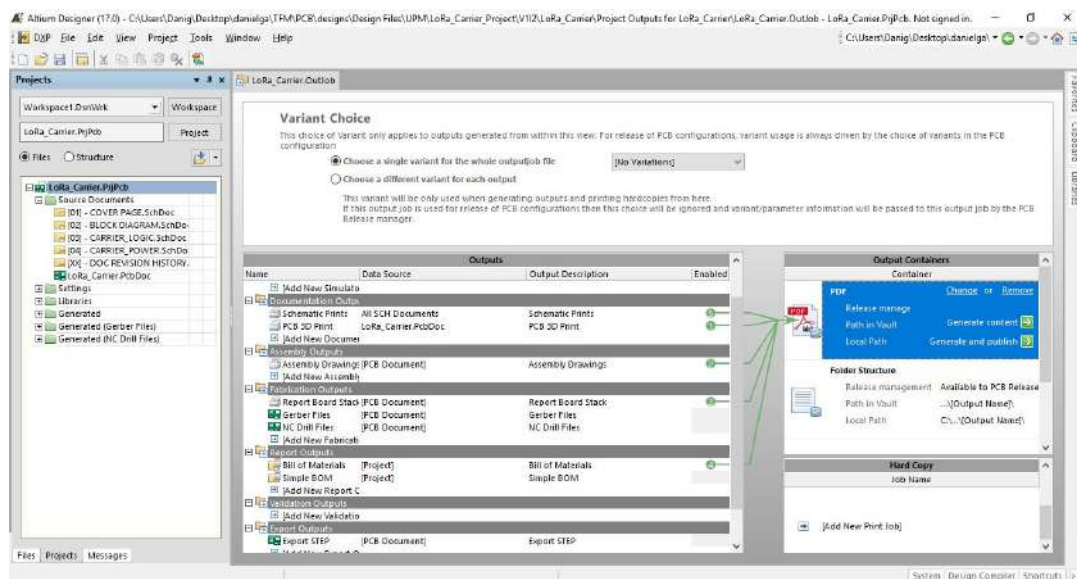 Altium Designer (17.0) - C:\Users\Danig\Desktop\danielga\TFM\PCB\designs\Design Files\UPM\LoRa_Carrier_Project\V1I2\LoRa_Carrier\Project Outputs for LoRa_Carrier\LoRa_Carrier.OutJob - LoRa_Carrier.PrjPcb. Not signed in.
DXP File Edit View Project Tools Window Help
C:\Users\Danig\Desktop\danielga\
Projects
LoRa_Carrier.OutJob
Workspace1.DsnWrk Workspace
LoRa_Carrier.PrjPcb Project
Files Structure
LoRa_Carrier.PrjPcb
Source Documents
[01] - COVER PAGE.SchDoc
[02] - BLOCK DIAGRAM.SchDo
[03] - CARRIER_LOGIC.SchDoc
[04] - CARRIER_POWER.SchDo
[XX] - DOC REVISION HISTORY.
LoRa_Carrier.PcbDoc
Settings
Libraries
Generated
Generated (Gerber Files)
Generated (NC Drill Files)
Files Projects Messages
Variant Choice
This choice of Variant only applies to outputs generated from within this view. For release of PCB configurations, variant usage is always driven by the choice of variants in the PCB
configuration
Choose a single variant for the whole outputjob file [No Variations]
Choose a different variant for each output
This variant will be only used when generating outputs and printing hardcopies from here.
If this output job is used for release of PCB configurations then this choice will be ignored and variant/parameter information will be passed to this output job by the PCB
Release manager.
Outputs
Name Data Source Output Description Enabled
[Add New Simulatio
Documentation Outpu
Schematic Prints All SCH Documents Schematic Prints
PCB 3D Print LoRa_Carrier.PcbDoc PCB 3D Print
[Add New Documen
Assembly Outputs
Assembly Drawings [PCB Document] Assembly Drawings
[Add New Assembly
Fabrication Outputs
Report Board Stack [PCB Document] Report Board Stack
Gerber Files [PCB Document] Gerber Files
NC Drill Files [PCB Document] NC Drill Files
[Add New Fabricati
Report Outputs
Bill of Materials [Project] Bill of Materials
Simple BOM [Project] Simple BOM
[Add New Report C
Validation Outputs
[Add New Validatio
Export Outputs
Export STEP [PCB Document] Export STEP
Output Containers
Container
PDF Change or Remove
Release manage
Path in Vault Generate content
Local Path Generate and publish
Folder Structure
Release management Available to PCB Release
Path in Vault ...\[Output Name]\
Local Path C:\...\[Output Name]\
Hard Copy
Job Name
[Add New Print Job]
Favorites
Clipboard
Libraries
System Design Compiler Shortcuts